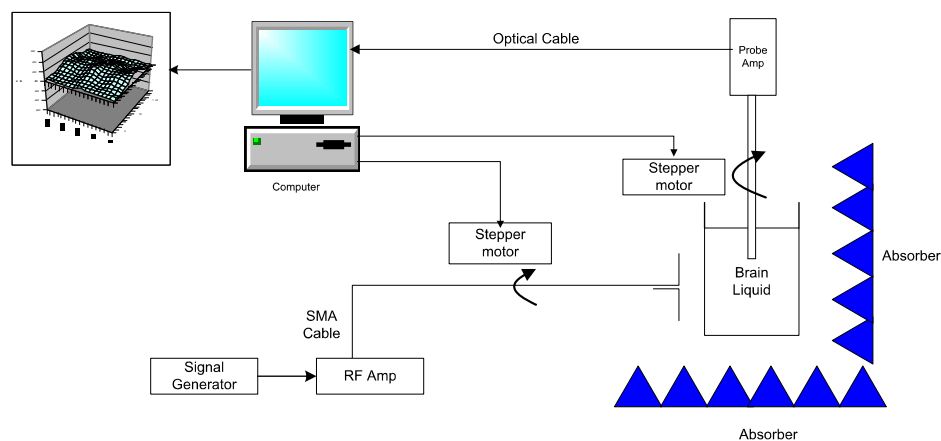 Optical Cable
Probe
Amp
Computer
Stepper
motor
Stepper
motor
Absorber
Brain
Liquid
SMA
Cable
Signal
Generator
RF Amp
Absorber